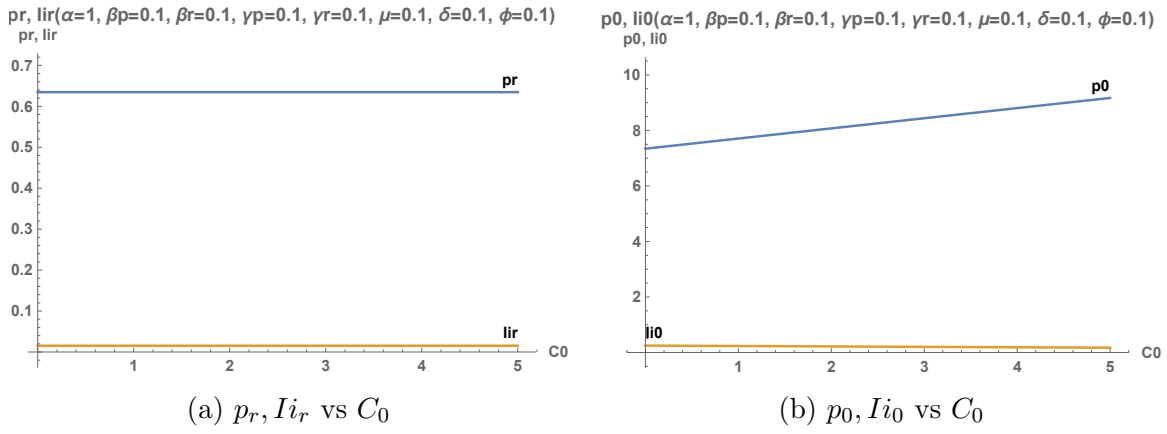 pr, Iir(α=1, βp=0.1, βr=0.1, γp=0.1, γr=0.1, μ=0.1, δ=0.1, ϕ=0.1)
pr, Iir
0.7
0.6
0.5
0.4
0.3
0.2
0.1
pr
Iir
1 2 3 4 5
C0
(a) p_r, Ii_r vs C_0
p0, Ii0(α=1, βp=0.1, βr=0.1, γp=0.1, γr=0.1, μ=0.1, δ=0.1, ϕ=0.1)
p0, Ii0
10
8
6
4
2
p0
Ii0
1 2 3 4 5
C0
(b) p_0, Ii_0 vs C_0